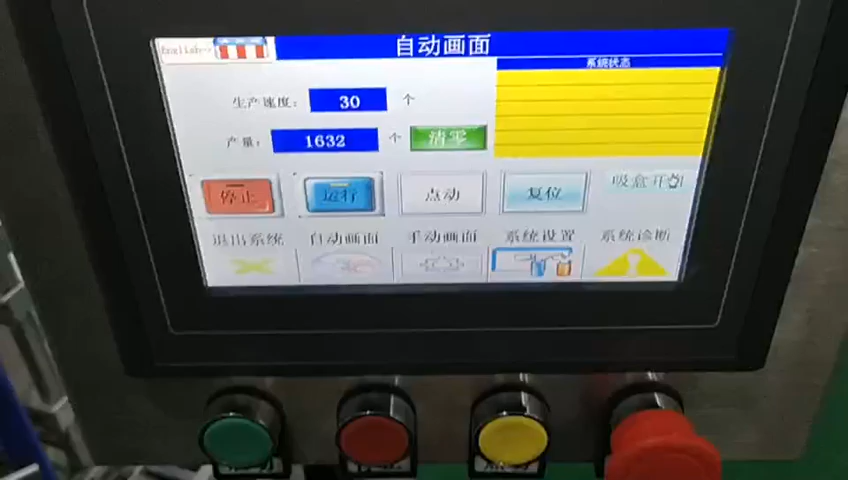 English->
自动画面
系统状态
生产速度: 30 个
产量: 1632 个 清零
停止 运行 点动 复位 吸盒开关
退出系统 自动画面 手动画面 系统设置 系统诊断